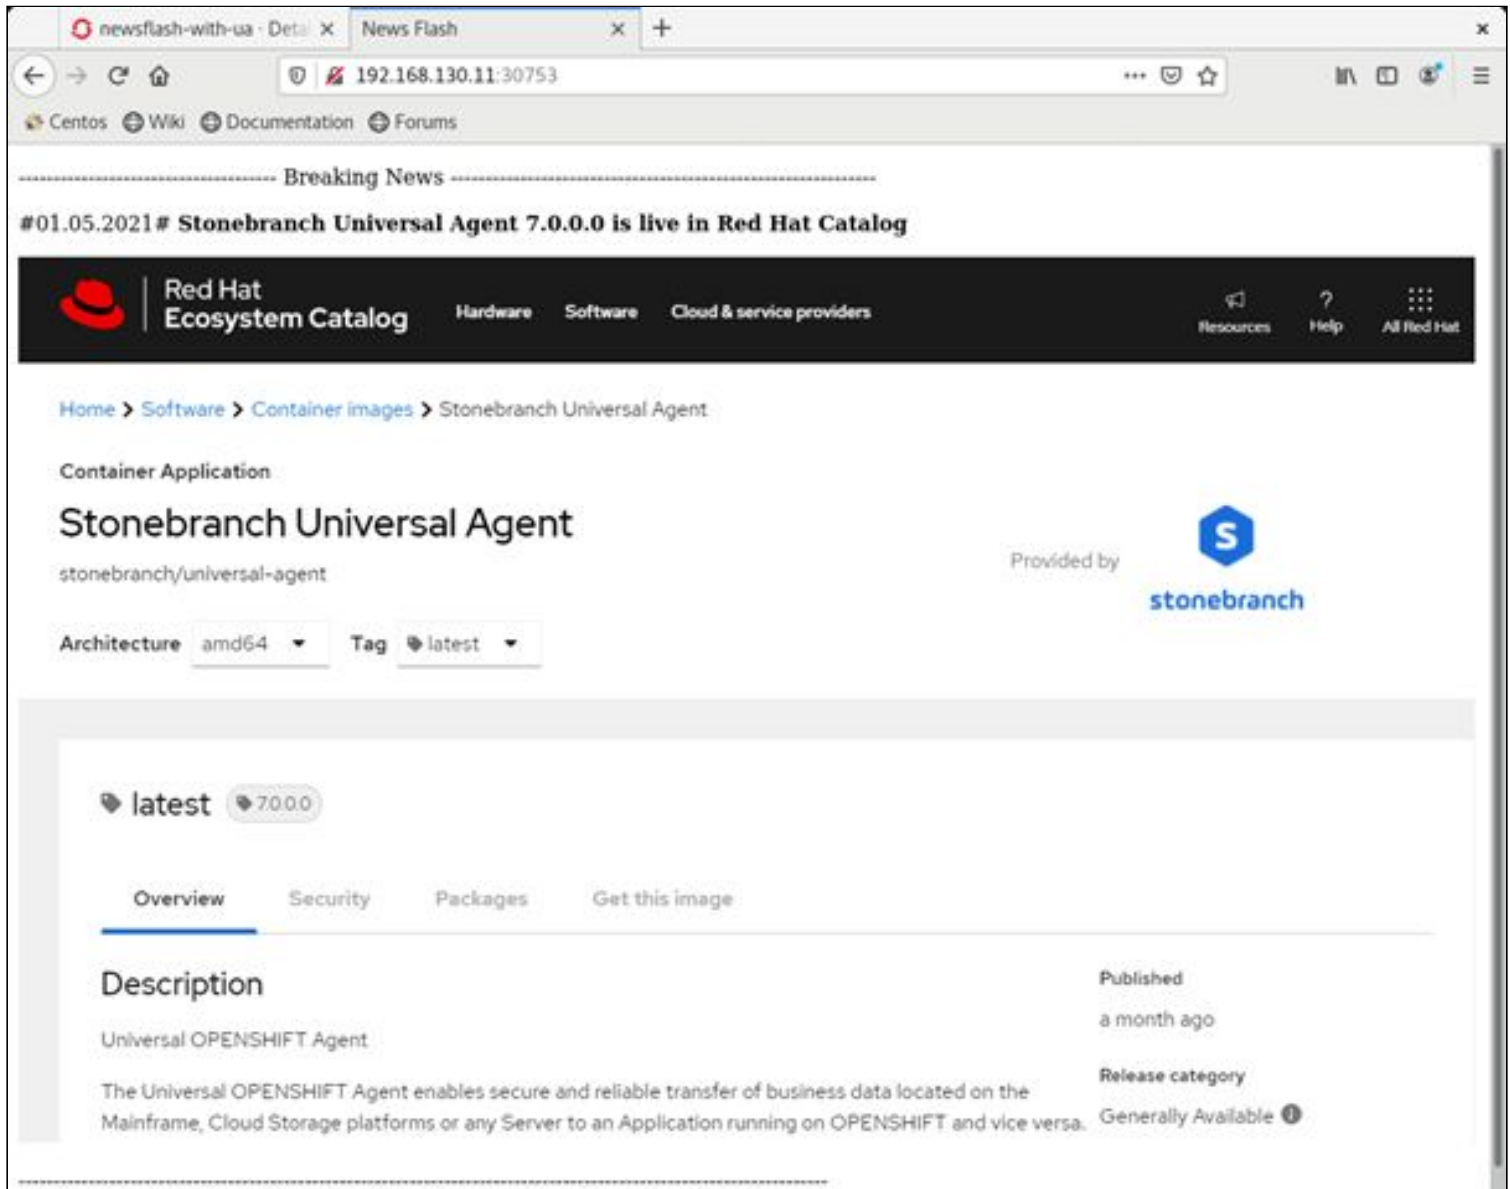 newsflash-with-ua · Deta
News Flash
192.168.130.11:30753
Centos Wiki Documentation Forums
------------------------------------- Breaking News -------------------------------------------------------------
#01.05.2021# Stonebranch Universal Agent 7.0.0.0 is live in Red Hat Catalog
Red Hat
Ecosystem Catalog
Hardware Software Cloud & service providers
Resources
?
Help
All Red Hat
Home > Software > Container images > Stonebranch Universal Agent
Container Application
Stonebranch Universal Agent
stonebranch/universal-agent
Provided by
S
stonebranch
Architecture amd64 Tag latest
latest 7.0.0.0
Overview Security Packages Get this image
Description
Universal OPENSHIFT Agent
The Universal OPENSHIFT Agent enables secure and reliable transfer of business data located on the
Mainframe, Cloud Storage platforms or any Server to an Application running on OPENSHIFT and vice versa.
Published
a month ago
Release category
Generally Available
--------------------------------------------------------------------------------------------------------------------